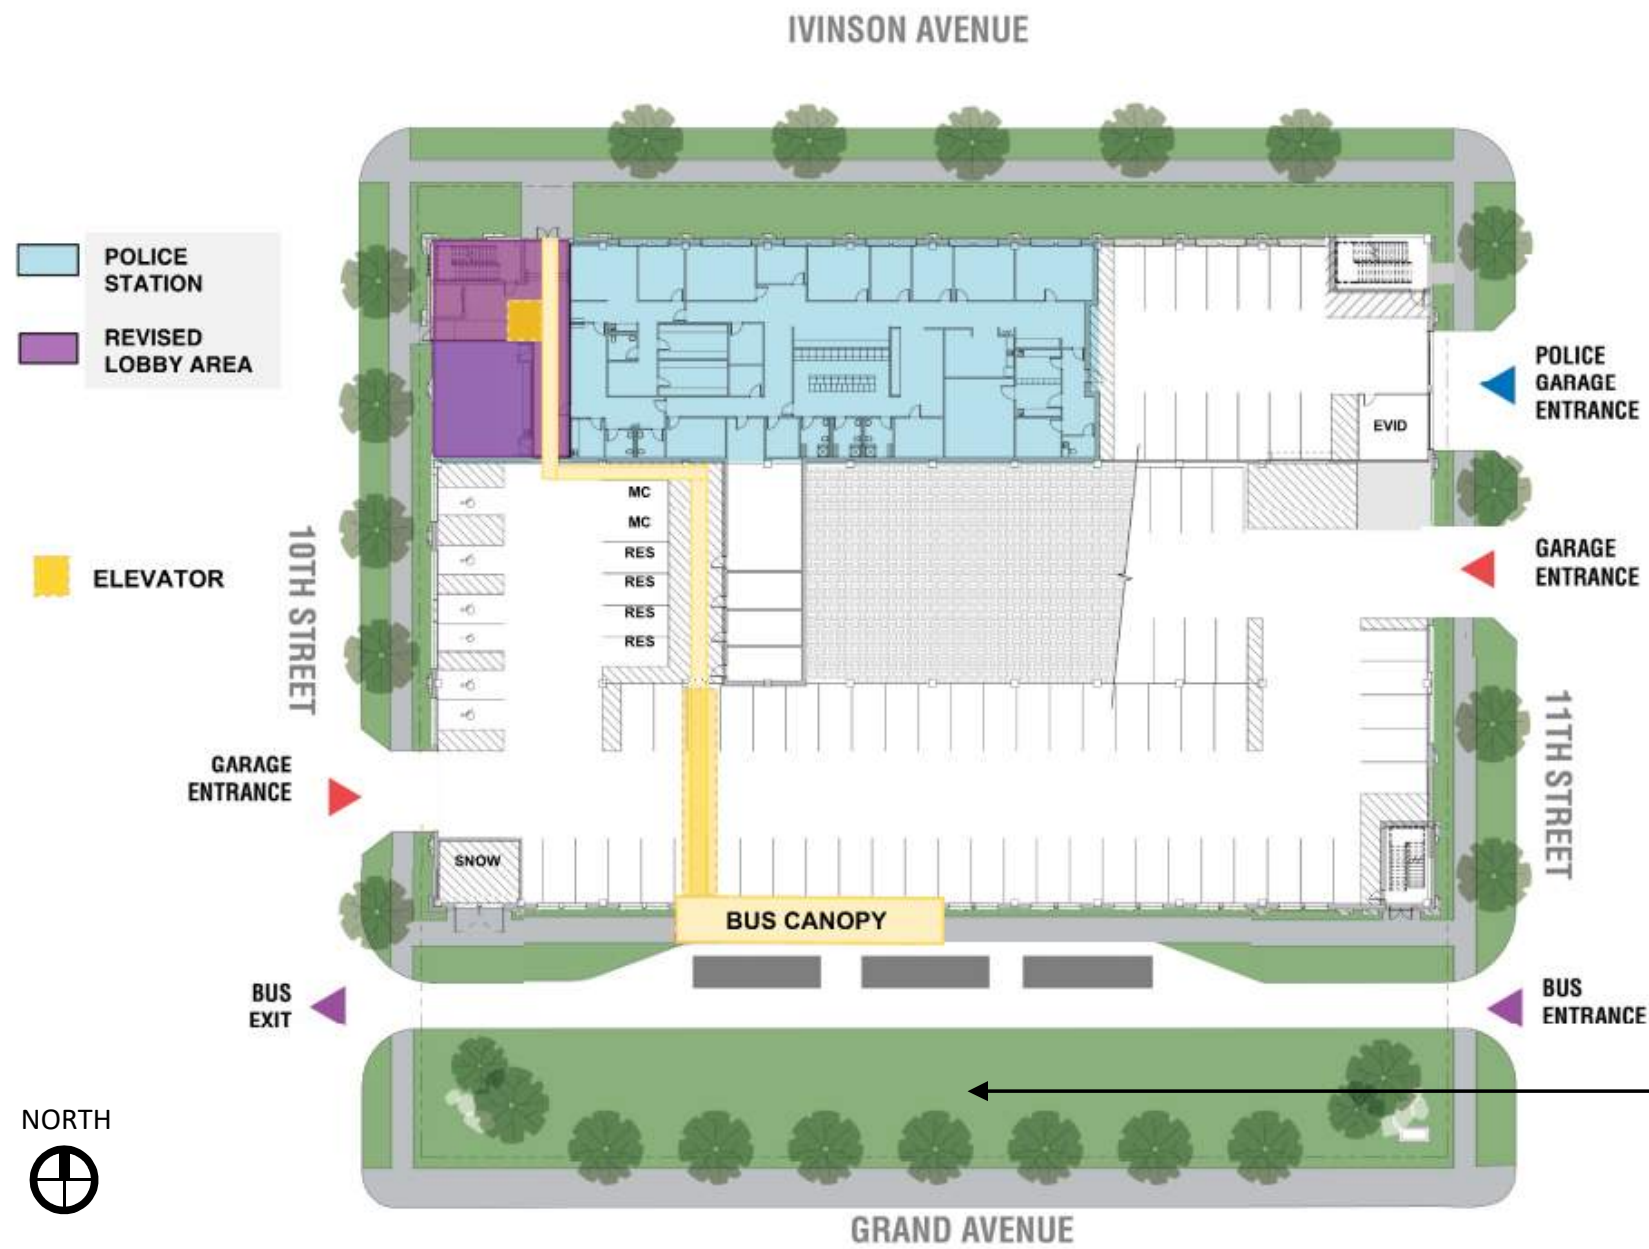 IVINSON AVENUE
POLICE
STATION
REVISED
LOBBY AREA
ELEVATOR
10TH STREET
GARAGE
ENTRANCE
BUS
EXIT
NORTH
MC
MC
RES
RES
RES
RES
SNOW
BUS CANOPY
EVID
POLICE
GARAGE
ENTRANCE
GARAGE
ENTRANCE
11TH STREET
BUS
ENTRANCE
GRAND AVENUE